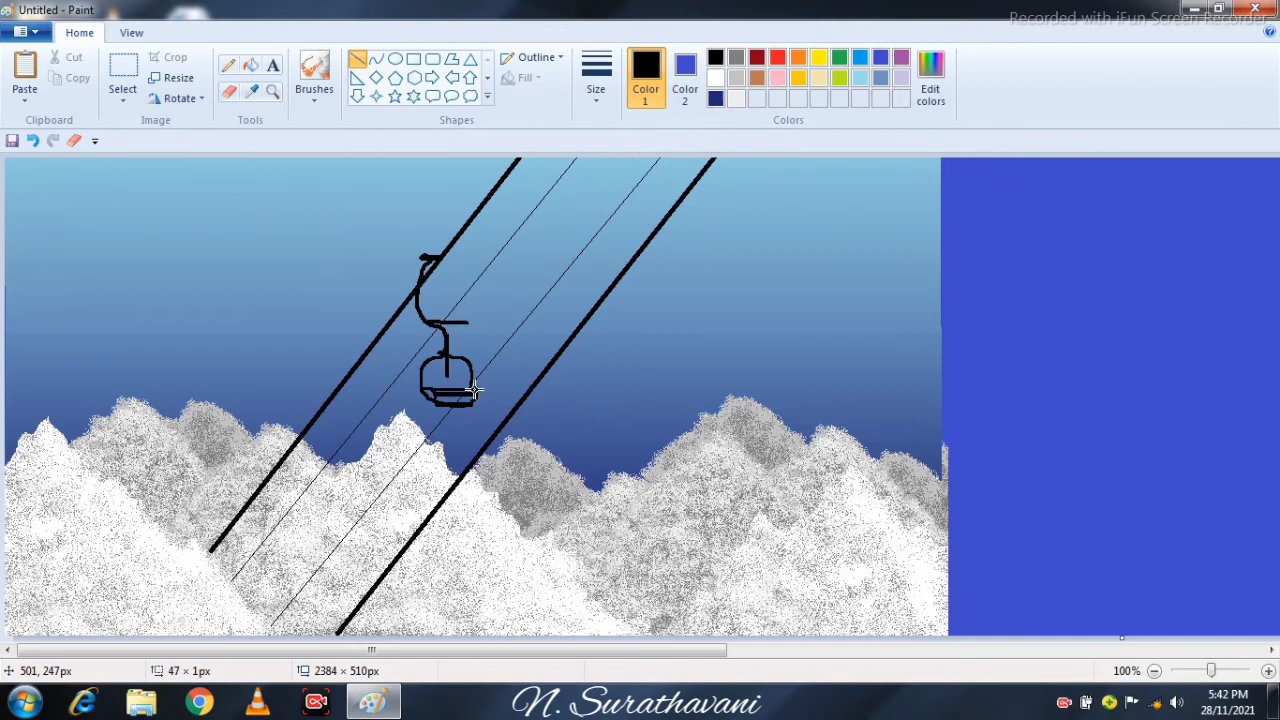 Untitled - Paint
Recorded with iFun Screen Recorder
Home
View
Paste
Cut
Copy
Clipboard
Select
Crop
Resize
Rotate
Image
Tools
Brushes
Shapes
Outline
Fill
Size
Color 1
Color 2
Edit colors
Colors
501, 247px
47 × 1px
2384 × 510px
100%
N. Surathavani
5:42 PM
28/11/2021